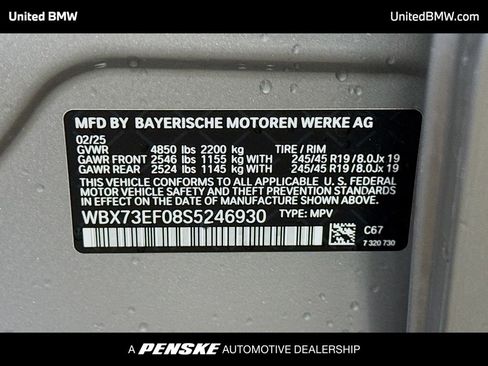 United BMW
UnitedBMW.com
MFD BY BAYERISCHE MOTOREN WERKE AG
02/25
GVWR 4850 lbs 2200 kg TIRE / RIM
GAWR FRONT 2546 lbs 1155 kg WITH 245/45 R19 / 8.0Jx 19
GAWR REAR 2524 lbs 1145 kg WITH 245/45 R19 / 8.0Jx 19
THIS VEHICLE CONFORMS TO ALL APPLICABLE FEDERAL
MOTOR VEHICLE SAFETY AND THEFT PREVENTION STANDARDS
IN EFFECT ON THE DATE OF MANUFACTURE SHOWN ABOVE.
WBX73EF08S5246930 TYPE: MPV
C67
7 320 730
PENSKE AUTOMOTIVE DEALERSHIP